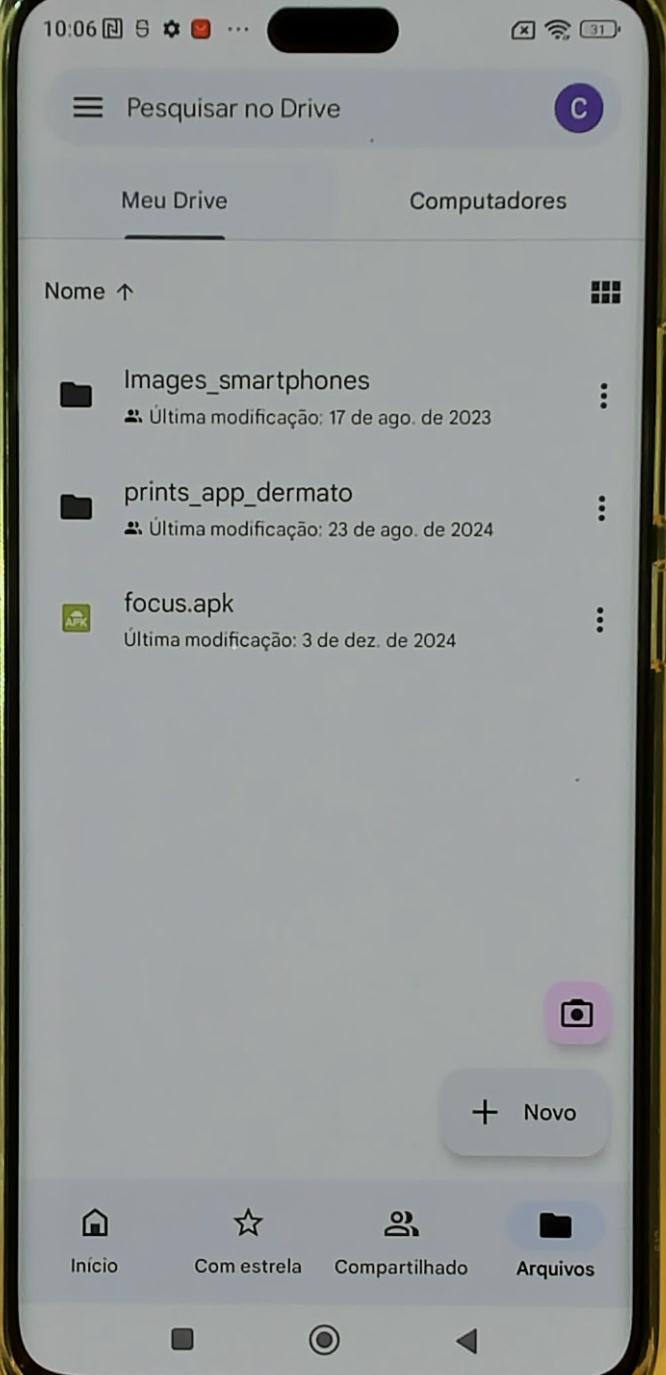 10:06
31
Pesquisar no Drive
C
Meu Drive
Computadores
Nome
Images_smartphones
Última modificação: 17 de ago. de 2023
prints_app_dermato
Última modificação: 23 de ago. de 2024
focus.apk
APK
Última modificação: 3 de dez. de 2024
Novo
Início
Com estrela
Compartilhado
Arquivos